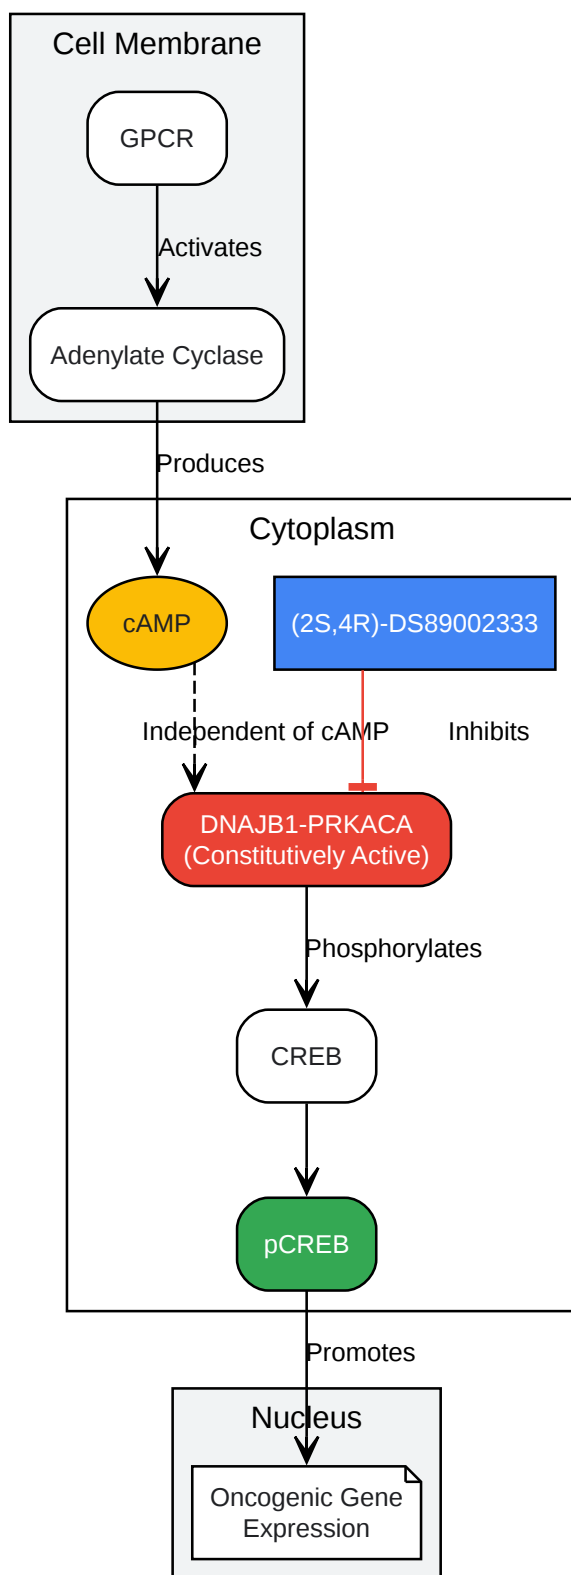 Cell Membrane
GPCR
Activates
Adenylate Cyclase
Produces
Cytoplasm
cAMP
(2S,4R)-DS89002333
Independent of cAMP
Inhibits
DNAJB1-PRKACA
(Constitutively Active)
Phosphorylates
CREB
pCREB
Promotes
Nucleus
Oncogenic Gene
Expression